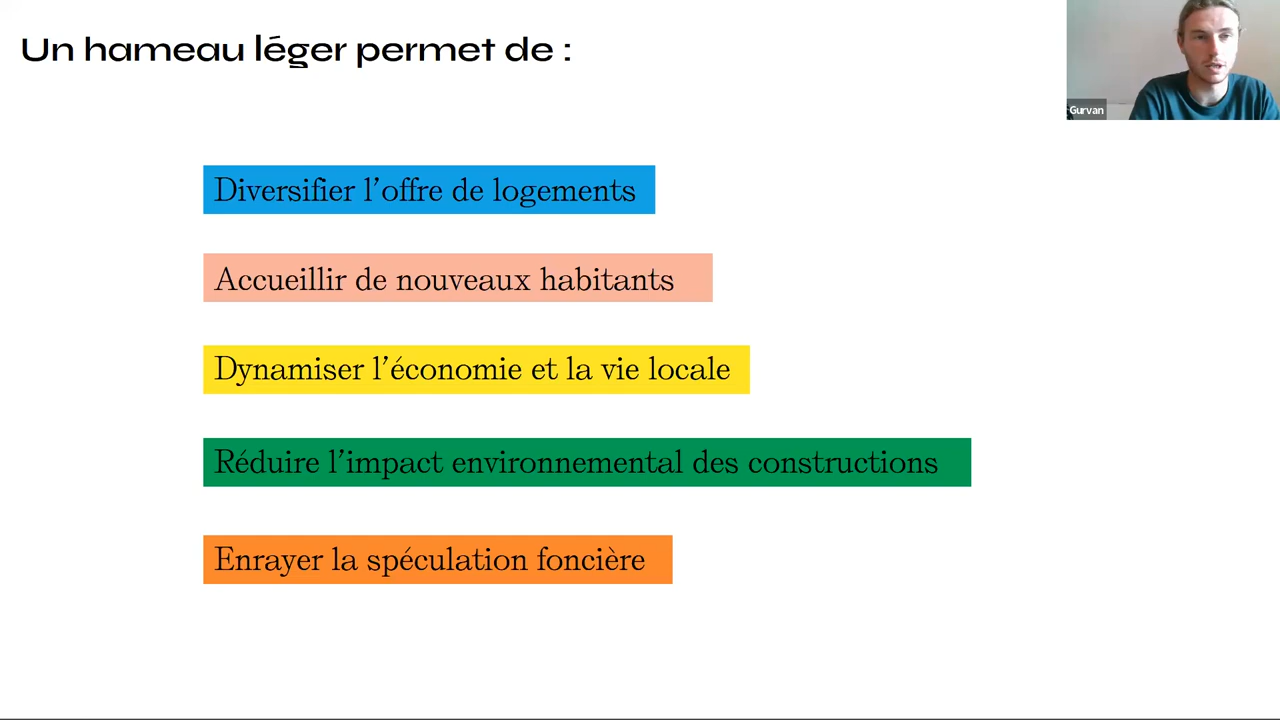 Un hameau léger permet de :
Gurvan
Diversifier l'offre de logements
Accueillir de nouveaux habitants
Dynamiser l'économie et la vie locale
Réduire l'impact environnemental des constructions
Enrayer la spéculation foncière